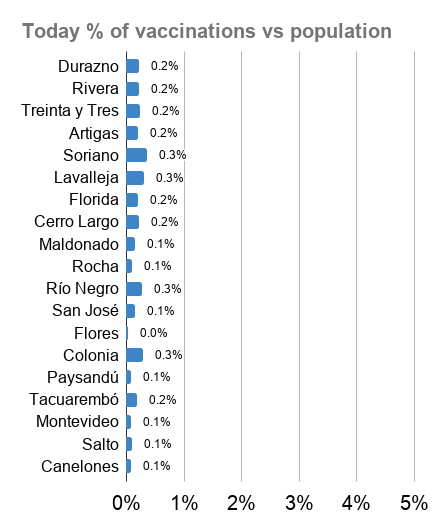 Today % of vaccinations vs population
Durazno 0.2%
Rivera 0.2%
Treinta y Tres 0.2%
Artigas 0.2%
Soriano 0.3%
Lavalleja 0.3%
Florida 0.2%
Cerro Largo 0.2%
Maldonado 0.1%
Rocha 0.1%
Río Negro 0.3%
San José 0.1%
Flores 0.0%
Colonia 0.3%
Paysandú 0.1%
Tacuarembó 0.2%
Montevideo 0.1%
Salto 0.1%
Canelones 0.1%
0% 1% 2% 3% 4% 5%